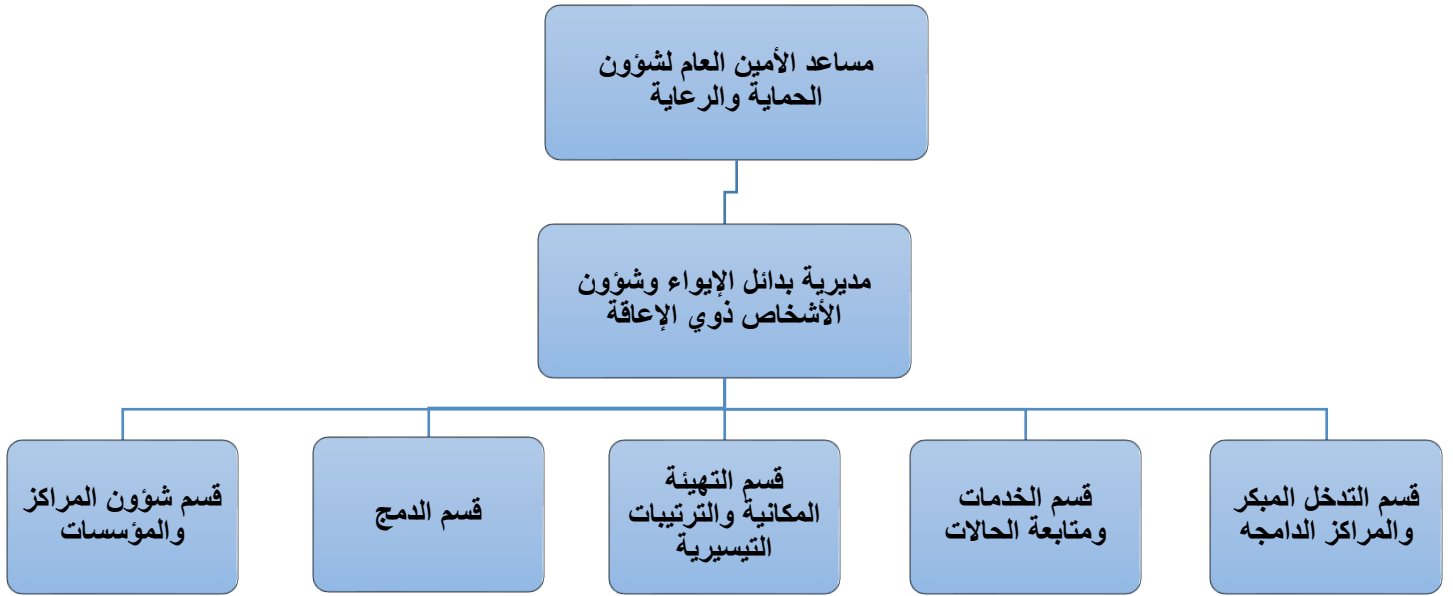 مساعد الأمين العام لشؤون
الحماية والرعاية
مديرية بدائل الإيواء وشؤون
الأشخاص ذوي الإعاقة
قسم التدخل المبكر
والمراكز الدامجه
قسم الخدمات
ومتابعة الحالات
قسم التهيئة
المكانية والترتيبات
التيسيرية
قسم الدمج
قسم شؤون المراكز
والمؤسسات